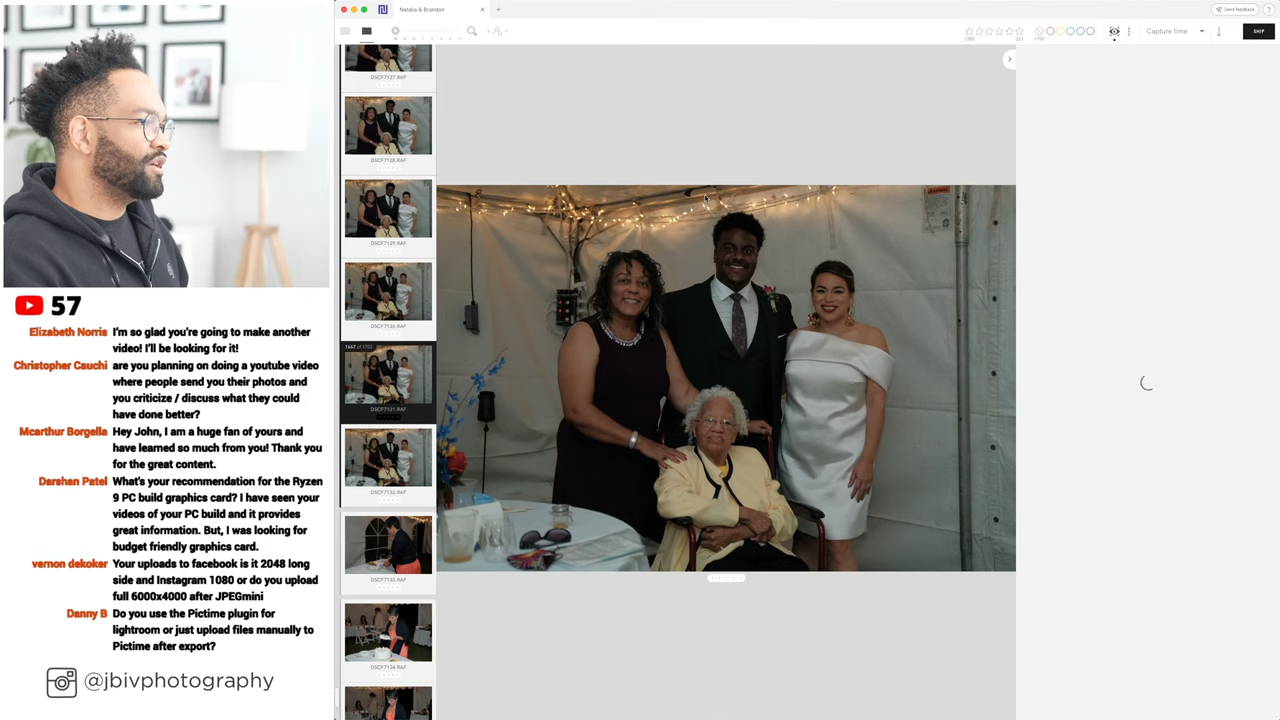 Natalia & Brandon
Send feedback
Capture time
SHIP
DSCF7127.RAF
DSCF7128.RAF
DSCF7129.RAF
DSCF7130.RAF
1667 of 1702
DSCF7131.RAF
DSCF7132.RAF
DSCF7133.RAF
DSCF7134.RAF
57
Elizabeth Norris I'm so glad you're going to make another
video! I'll be looking for it!
Christopher Cauchi are you planning on doing a youtube video
where people send you their photos and
you criticize / discuss what they could
have done better?
Mcarthur Borgella Hey John, I am a huge fan of yours and
have learned so much from you! Thank you
for the great content.
Darshan Patel What's your recommendation for the Ryzen
9 PC build graphics card? I have seen your
videos of your PC build and it provides
great information. But, I was looking for
budget friendly graphics card.
vernon dekoker Your uploads to facebook is it 2048 long
side and Instagram 1080 or do you upload
full 6000x4000 after JPEGmini
Danny B Do you use the Pictime plugin for
lightroom or just upload files manually to
Pictime after export?
@jbivphotography